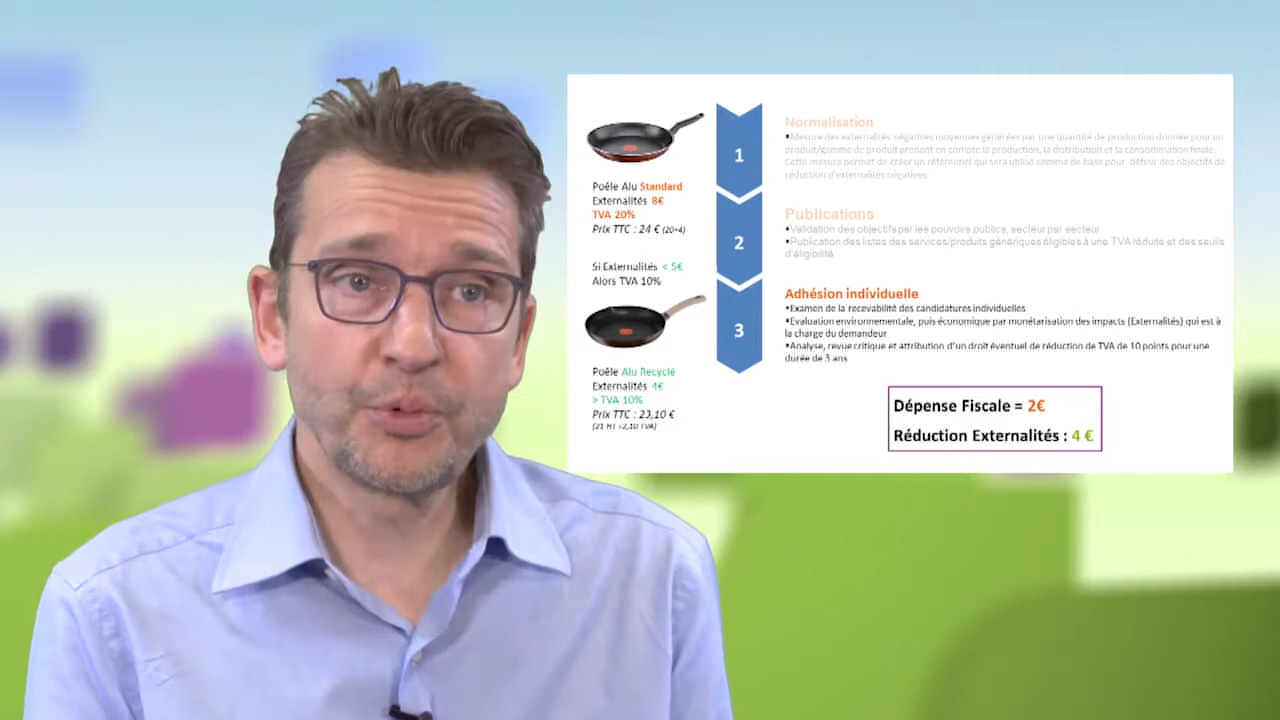 Poêle Alu Standard
Externalités 8€
TVA 20%
Prix TTC : 24 € (20+4)
Si Externalités < 5€
Alors TVA 10%
Poêle Alu Recyclé
Externalités 4€
> TVA 10%
Prix TTC : 23,10 €
(21 HT +2,10 TVA)
1
2
3
Normalisation
•Mesure des externalités négatives moyennes générées par une quantité de production donnée pour un
produit/gamme de produit prenant en compte la production, la distribution et la consommation finale.
Cette mesure permet de créer un référentiel qui sera utilisé comme de base pour définir des objectifs de
réduction d'externalités négatives
Publications
•Validation des objectifs par les pouvoirs publics, secteur par secteur
•Publication des listes des services/produits génériques éligibles à une TVA réduite et des seuils
d'éligibilité
Adhésion individuelle
•Examen de la recevabilité des candidatures individuelles
•Evaluation environnementale, puis économique par monétarisation des impacts (Externalités) qui est à
la charge du demandeur
•Analyse, revue critique et attribution d'un droit éventuel de réduction de TVA de 10 points pour une
durée de 3 ans
Dépense Fiscale = 2€
Réduction Externalités : 4 €